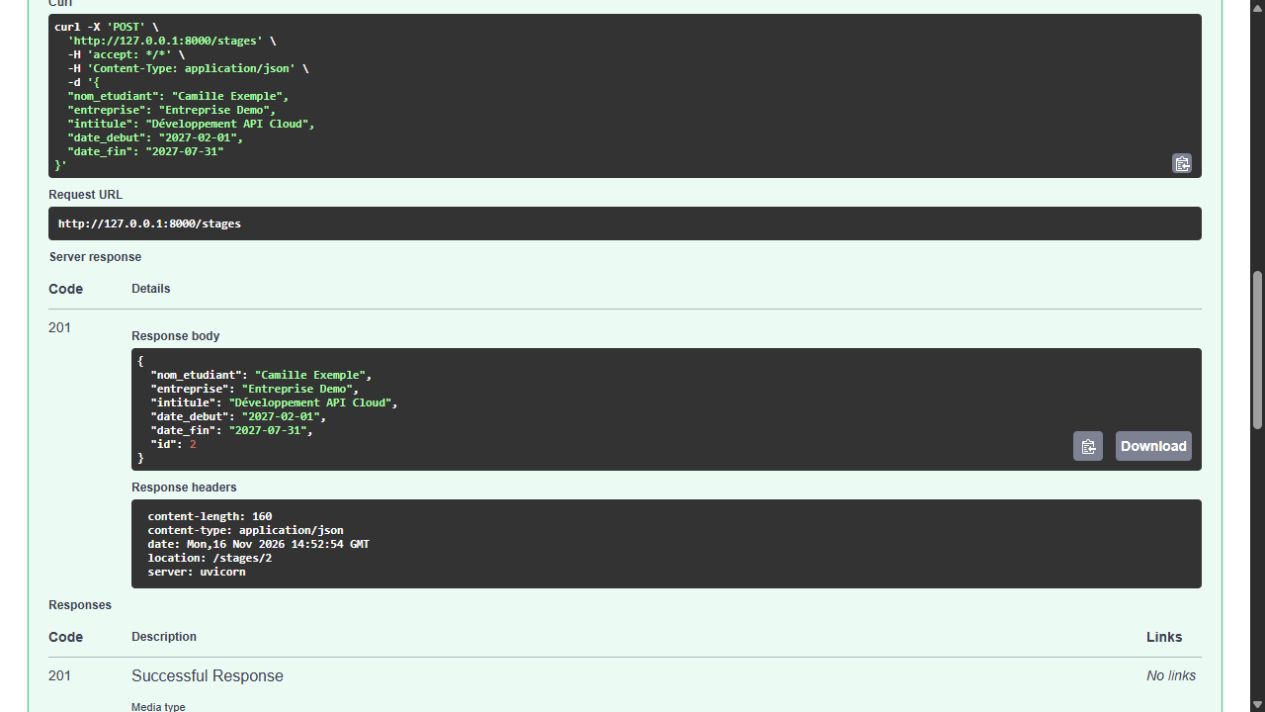 Curl
curl -X 'POST' \
  'http://127.0.0.1:8000/stages' \
  -H 'accept: */*' \
  -H 'Content-Type: application/json' \
  -d '{
  "nom_etudiant": "Camille Exemple",
  "entreprise": "Entreprise Demo",
  "intitule": "Développement API Cloud",
  "date_debut": "2027-02-01",
  "date_fin": "2027-07-31"
}'
Request URL
http://127.0.0.1:8000/stages
Server response
Code Details
201
Response body
{
  "nom_etudiant": "Camille Exemple",
  "entreprise": "Entreprise Demo",
  "intitule": "Développement API Cloud",
  "date_debut": "2027-02-01",
  "date_fin": "2027-07-31",
  "id": 2
}
Download
Response headers
content-length: 160
content-type: application/json
date: Mon,16 Nov 2026 14:52:54 GMT
location: /stages/2
server: uvicorn
Responses
Code Description Links
201 Successful Response No links
Media type